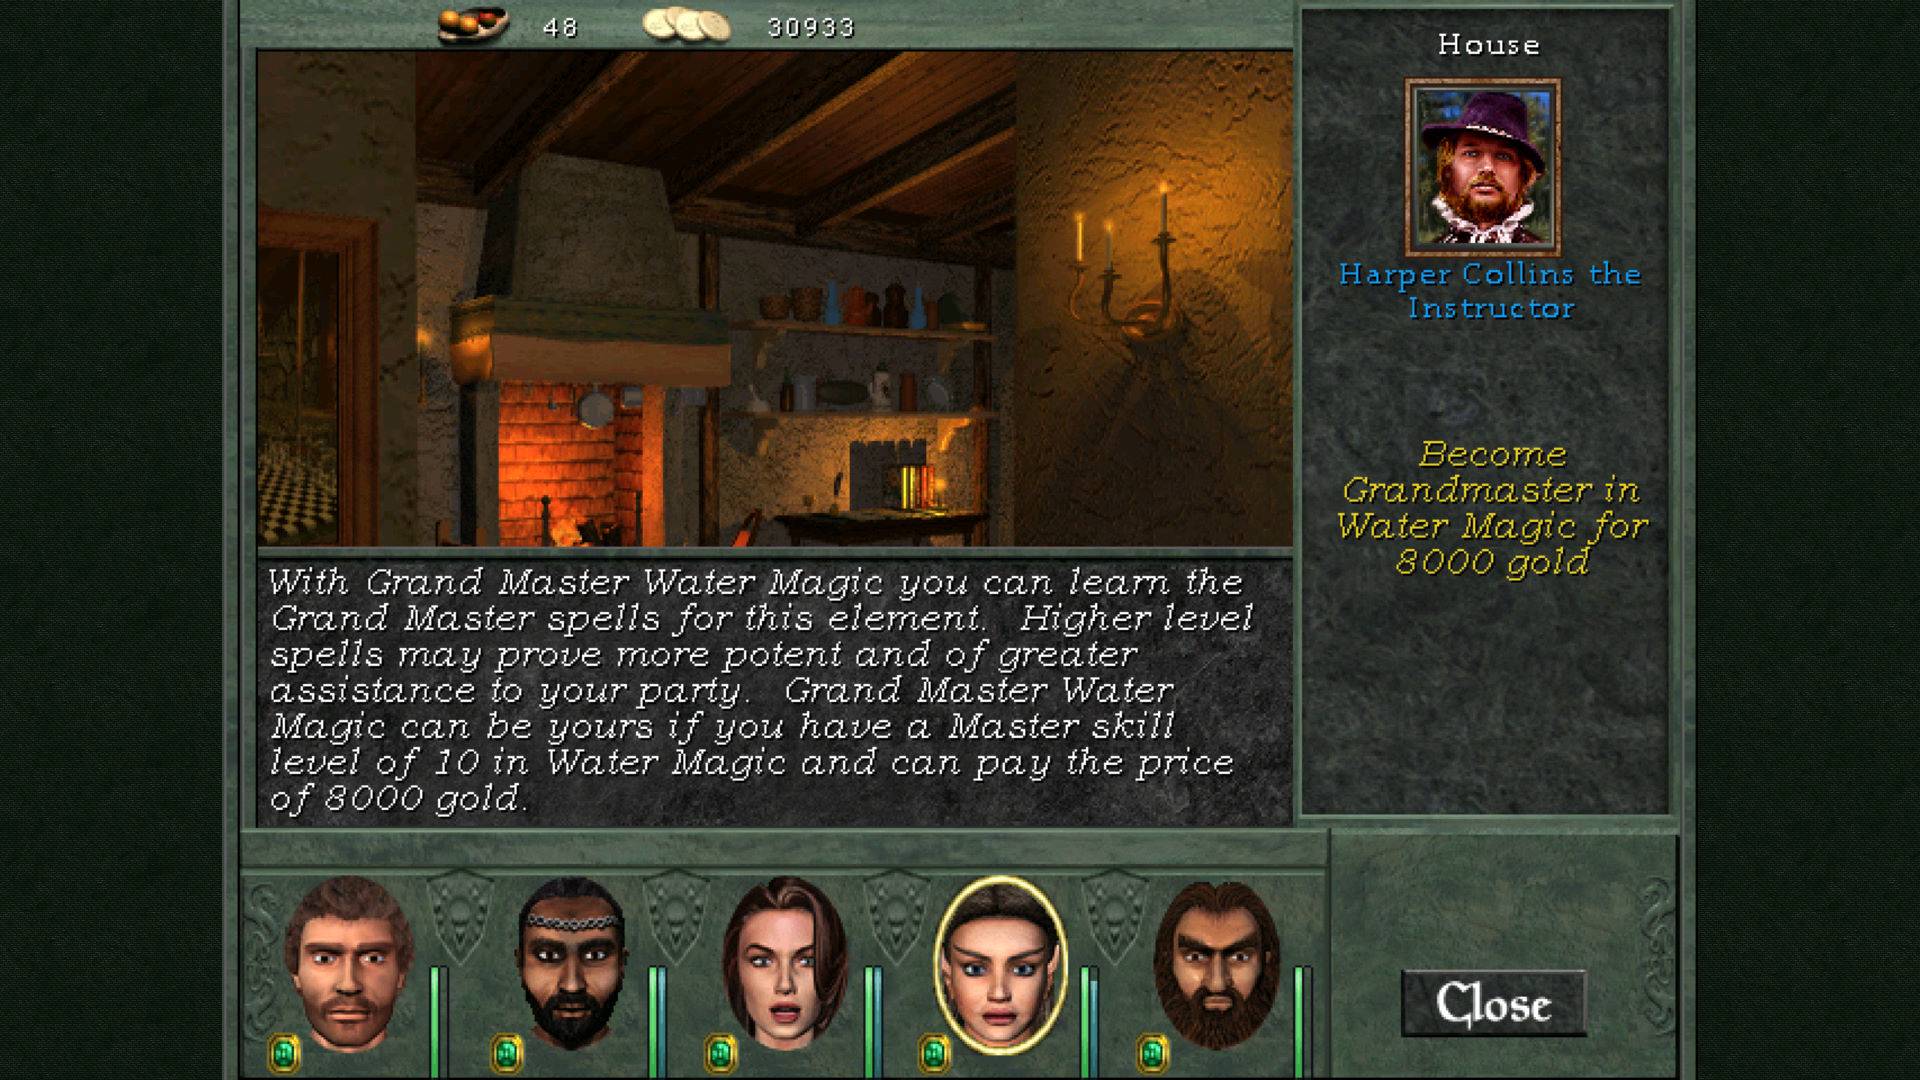 48 30933
House
Harper Collins the
Instructor
Become
Grandmaster in
Water Magic for
8000 gold
With Grand Master Water Magic you can learn the
Grand Master spells for this element. Higher level
spells may prove more potent and of greater
assistance to your party. Grand Master Water
Magic can be yours if you have a Master skill
level of 10 in Water Magic and can pay the price
of 8000 gold.
Close